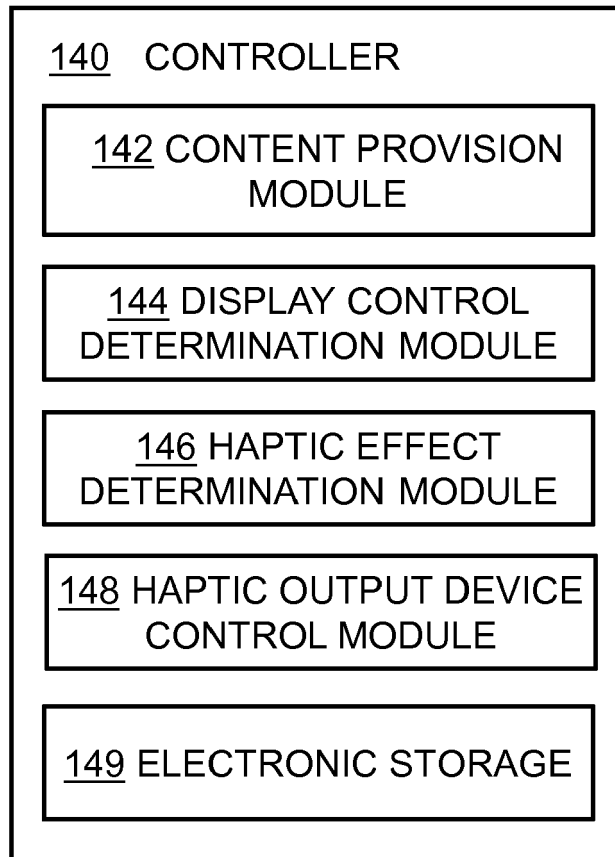 140 CONTROLLER
142 CONTENT PROVISION
MODULE
144 DISPLAY CONTROL
DETERMINATION MODULE
146 HAPTIC EFFECT
DETERMINATION MODULE
148 HAPTIC OUTPUT DEVICE
CONTROL MODULE
149 ELECTRONIC STORAGE